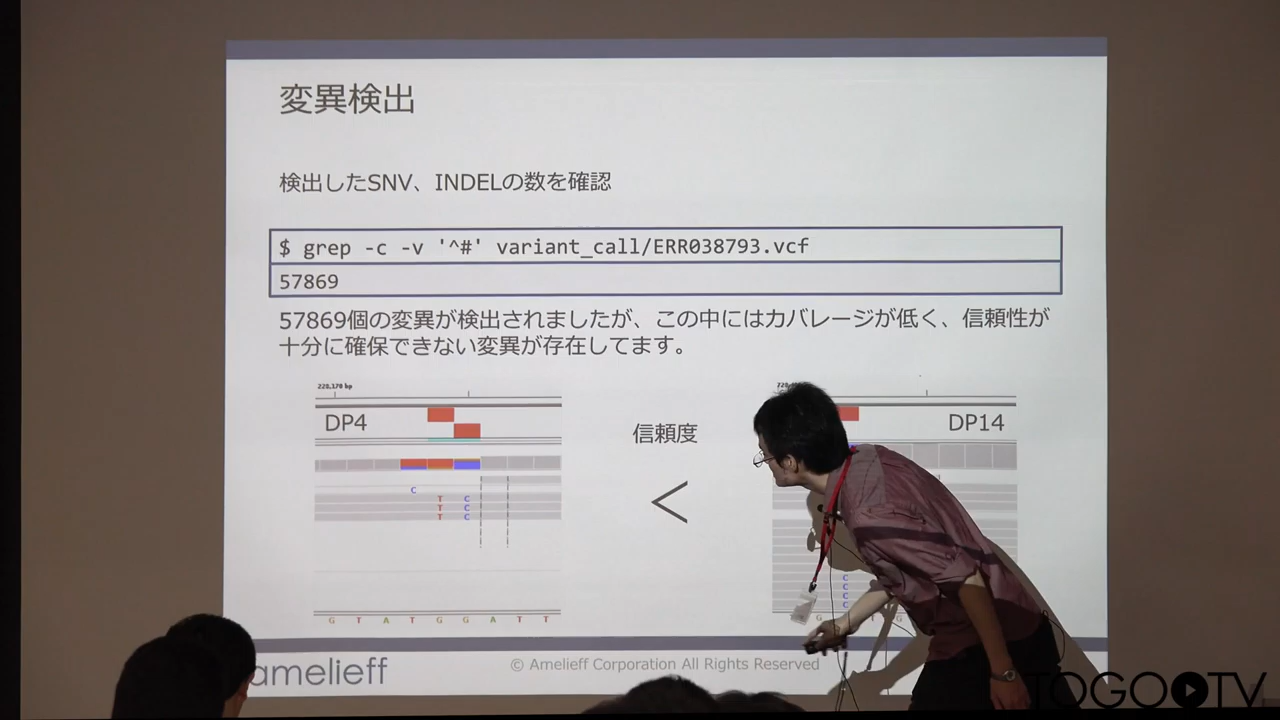 変異検出
検出したSNV、INDELの数を確認
$ grep -c -v '^#' variant_call/ERR038793.vcf
57869
57869個の変異が検出されましたが、この中にはカバレージが低く、信頼性が
十分に確保できない変異が存在してます。
220,170 bp
DP4
信頼度
DP14
<
C
T C
T C
T C
C
C
C
C
G T A T G G A T T
amelieff
© Amelieff Corporation All Rights Reserved
TOGO TV